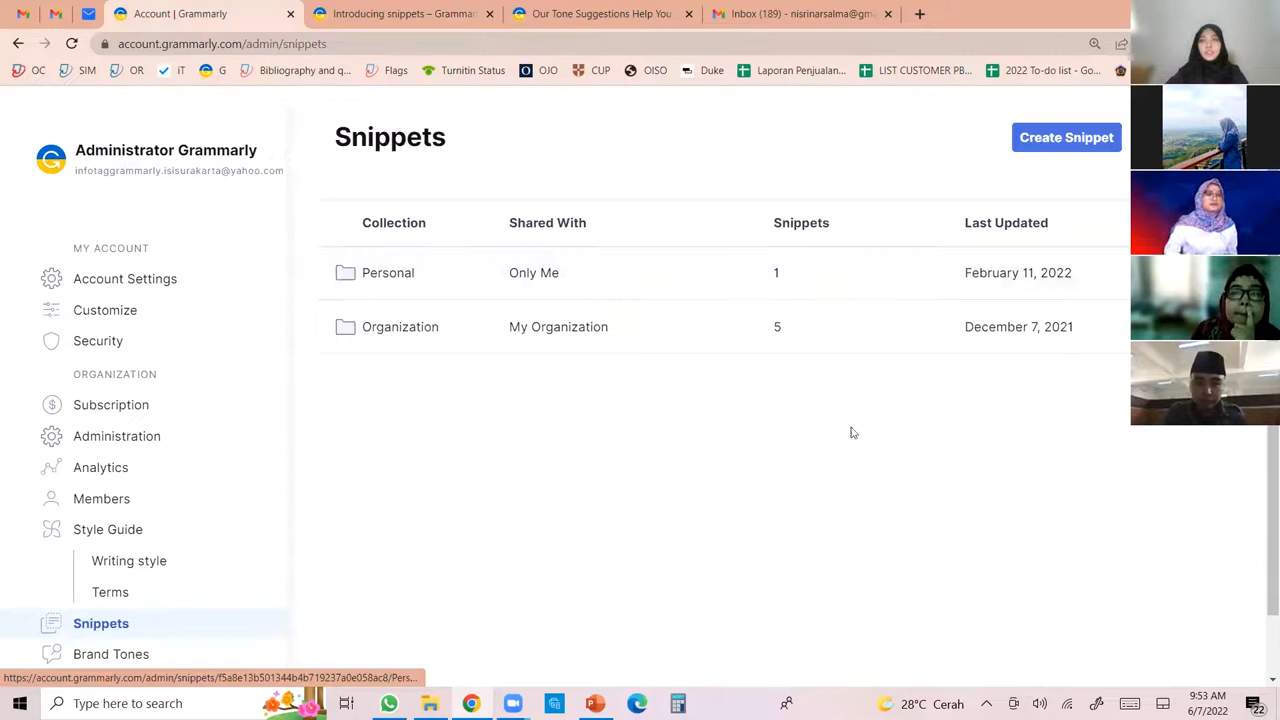 Account | Grammarly
Introducing snippets – Grammar
Our Tone Suggestions Help You
Inbox (189) - nisrinarsalma@gm
account.grammarly.com/admin/snippets
OC
SIM
OR
iT
G
Bibliography and q...
Flags
Turnitin Status
OJO
CUP
OISO
Duke
Laporan Penjualan...
LIST CUSTOMER PB...
2022 To-do list - Go...
Administrator Grammarly
infotaggrammarly.isisurakarta@yahoo.com
MY ACCOUNT
Account Settings
Customize
Security
ORGANIZATION
Subscription
Administration
Analytics
Members
Style Guide
Writing style
Terms
Snippets
Brand Tones
Snippets
Create Snippet
Collection Shared With Snippets Last Updated
Personal Only Me 1 February 11, 2022
Organization My Organization 5 December 7, 2021
https://account.grammarly.com/admin/snippets/f5a8e13b501344b4b719237a0e058ac8/Pers...
Type here to search
28°C Cerah
9:53 AM
6/7/2022
22